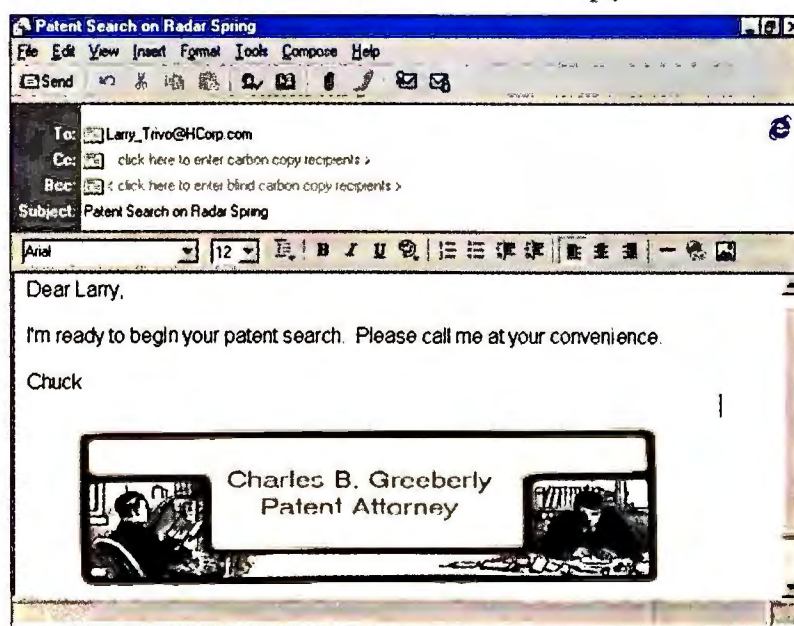 Patent Search on Radar Spring
File Edit View Insert Format Tools Compose Help
Send
To: Larry_Trivo@HCorp.com
Cc: click here to enter carbon copy recipients >
Bcc: < click here to enter blind carbon copy recipients >
Subject: Patent Search on Radar Spring
Arial 12 B I U
Dear Larry,
I'm ready to begin your patent search. Please call me at your convenience.
Chuck
Charles B. Greeberly
Patent Attorney